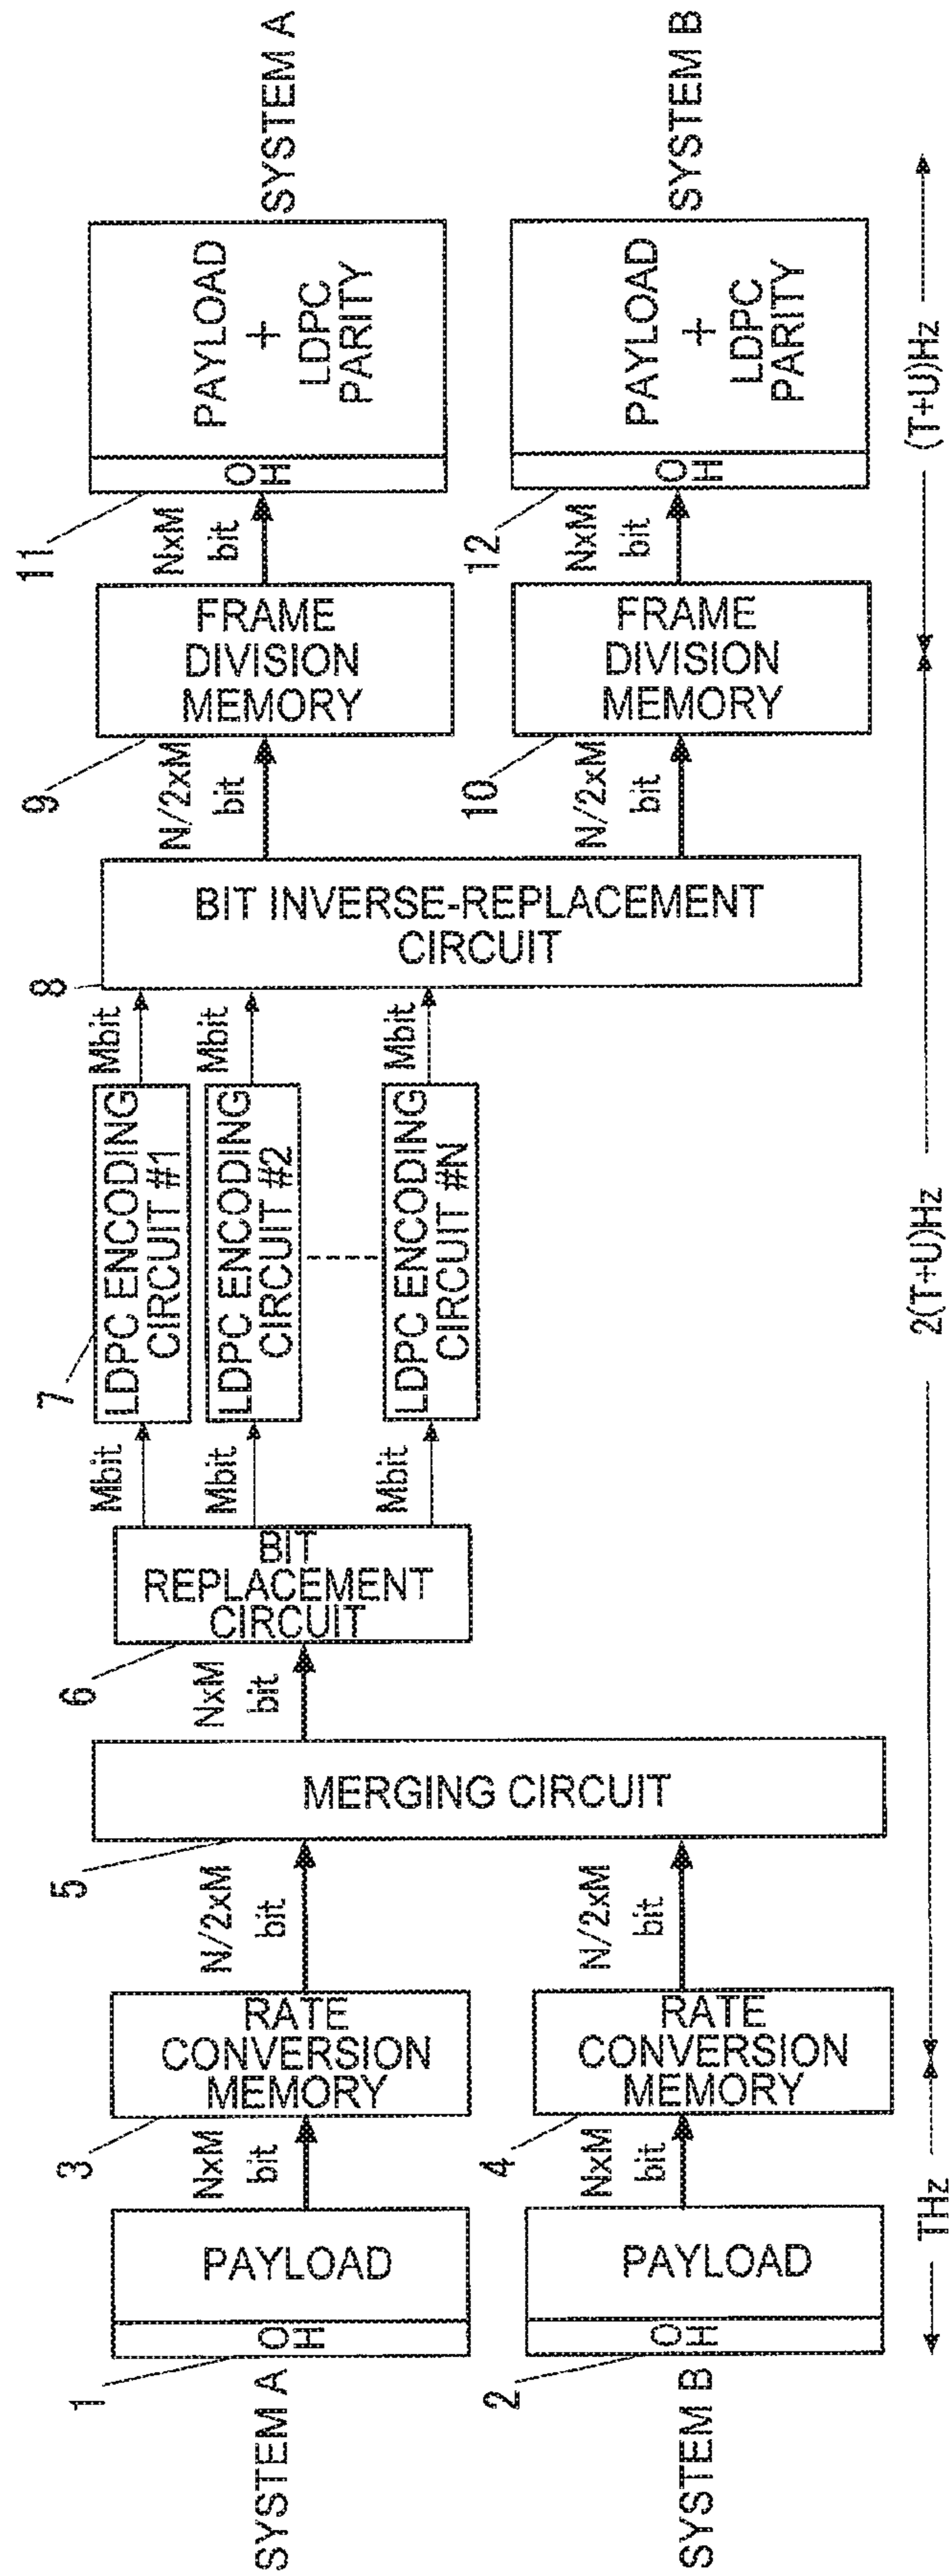 SYSTEM A
1
OH
PAYLOAD
NxM
bit
3
RATE
CONVERSION
MEMORY
N/2xM
bit
SYSTEM B
2
OH
PAYLOAD
NxM
bit
4
RATE
CONVERSION
MEMORY
N/2xM
bit
5
MERGING CIRCUIT
NxM
bit
6
BIT
REPLACEMENT
CIRCUIT
Mbit
Mbit
Mbit
7
LDPC ENCODING
CIRCUIT #1
LDPC ENCODING
CIRCUIT #2
LDPC ENCODING
CIRCUIT #N
Mbit
Mbit
Mbit
8
BIT INVERSE-REPLACEMENT
CIRCUIT
N/2xM
bit
9
FRAME
DIVISION
MEMORY
NxM
bit
11
OH
PAYLOAD
+
LDPC
PARITY
SYSTEM A
N/2xM
bit
10
FRAME
DIVISION
MEMORY
NxM
bit
12
OH
PAYLOAD
+
LDPC
PARITY
SYSTEM B
THz
2(T+U)Hz
(T+U)Hz